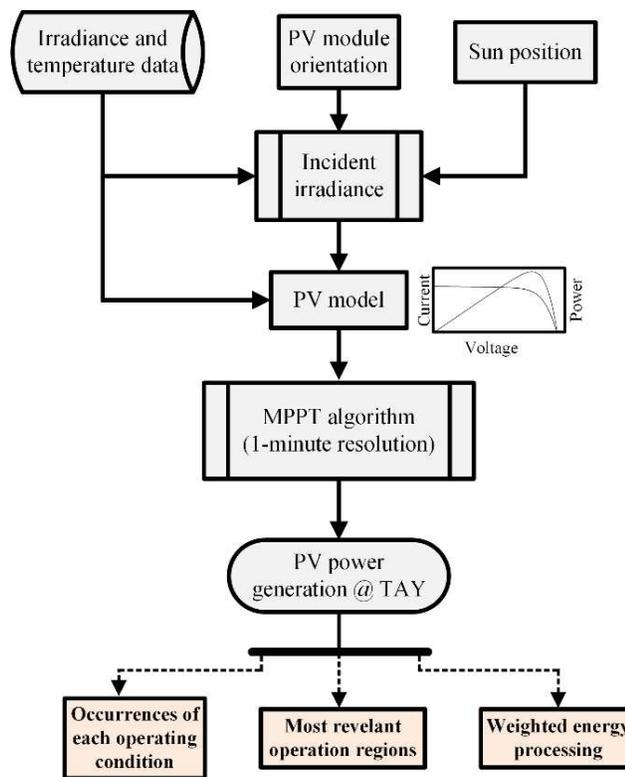 Irradiance and
temperature data
PV module
orientation
Sun position
Incident
irradiance
PV model
Current
Power
Voltage
MPPT algorithm
(1-minute resolution)
PV power
generation @ TAY
Occurrences of
each operating
condition
Most revelant
operation regions
Weighted energy
processing